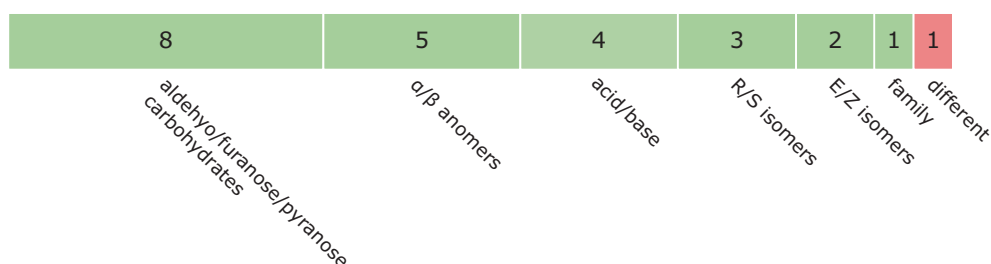 8 5 4 3 2 1 1
aldehyo/furanose/pyranose
carbohydrates
α/β anomers
acid/base
R/S isomers
E/Z isomers
family
different